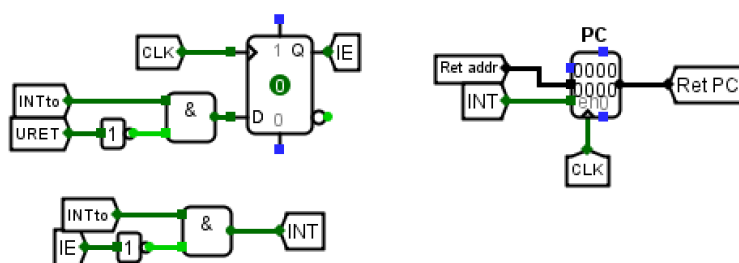 PC
CLK
1 Q
IE
Ret addr
0000
0000
Ret PC
INTto
0
INT
en0
&
URET
1
D 0
CLK
INTto
&
INT
IE
1